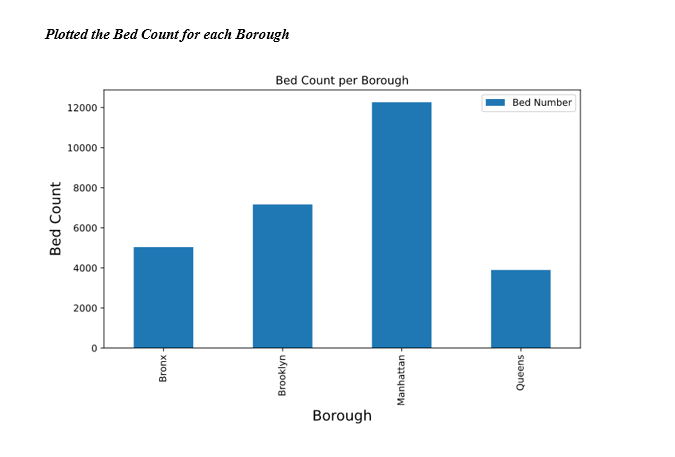 Plotted the Bed Count for each Borough
Bed Count per Borough
Bed Number
12000
10000
8000
6000
4000
2000
0
Bed Count
Bronx
Brooklyn
Manhattan
Queens
Borough